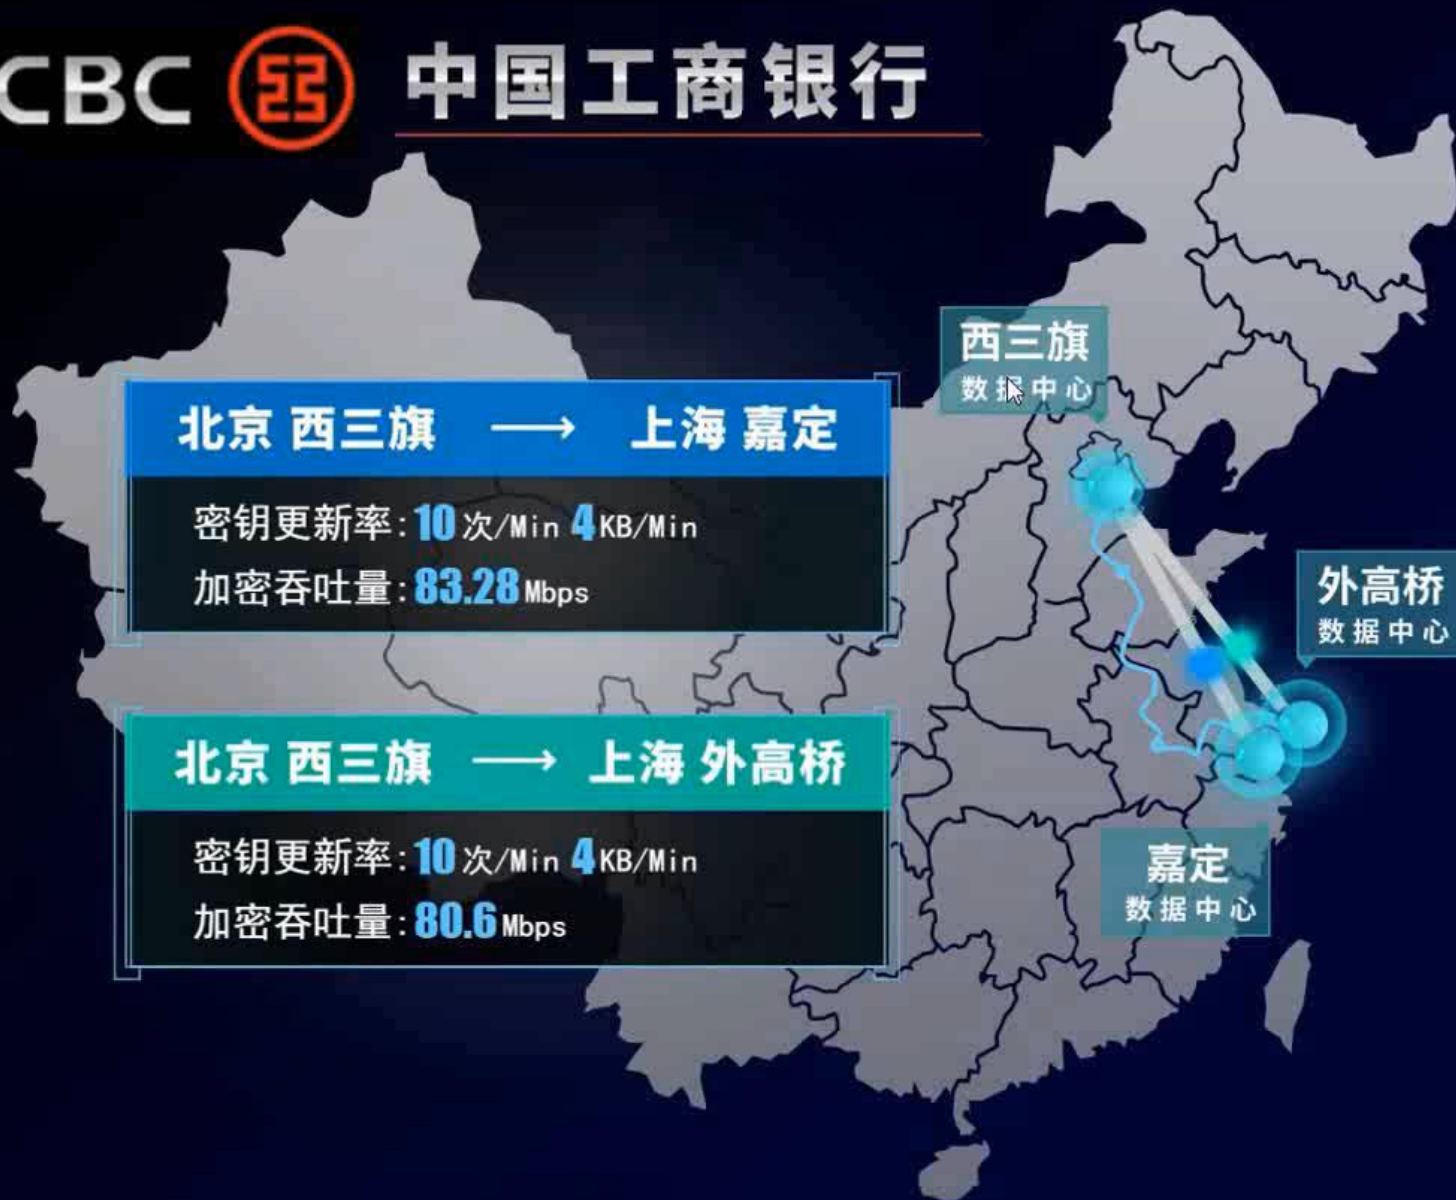 CBC 中国工商银行
西三旗
数据中心
北京 西三旗 → 上海 嘉定
密钥更新率:10次/Min 4KB/Min
加密吞吐量:83.28Mbps
外高桥
数据中心
北京 西三旗 → 上海 外高桥
密钥更新率:10次/Min 4KB/Min
加密吞吐量:80.6Mbps
嘉定
数据中心